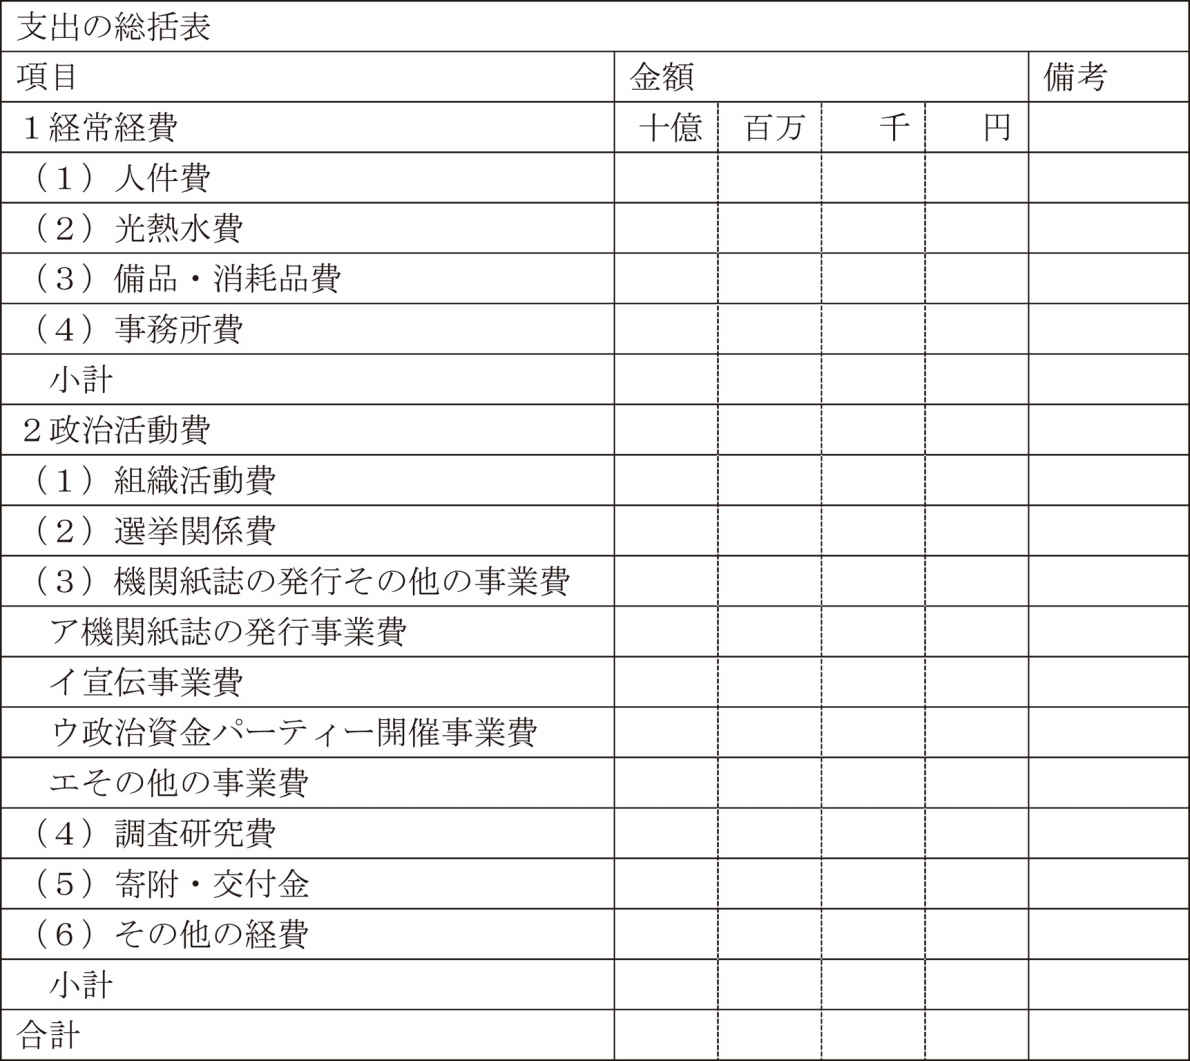 支出の総括表
項目 金額 備考
１経常経費 十億 百万 千 円
（１）人件費
（２）光熱水費
（３）備品・消耗品費
（４）事務所費
小計
２政治活動費
（１）組織活動費
（２）選挙関係費
（３）機関紙誌の発行その他の事業費
ア機関紙誌の発行事業費
イ宣伝事業費
ウ政治資金パーティー開催事業費
エその他の事業費
（４）調査研究費
（５）寄附・交付金
（６）その他の経費
小計
合計